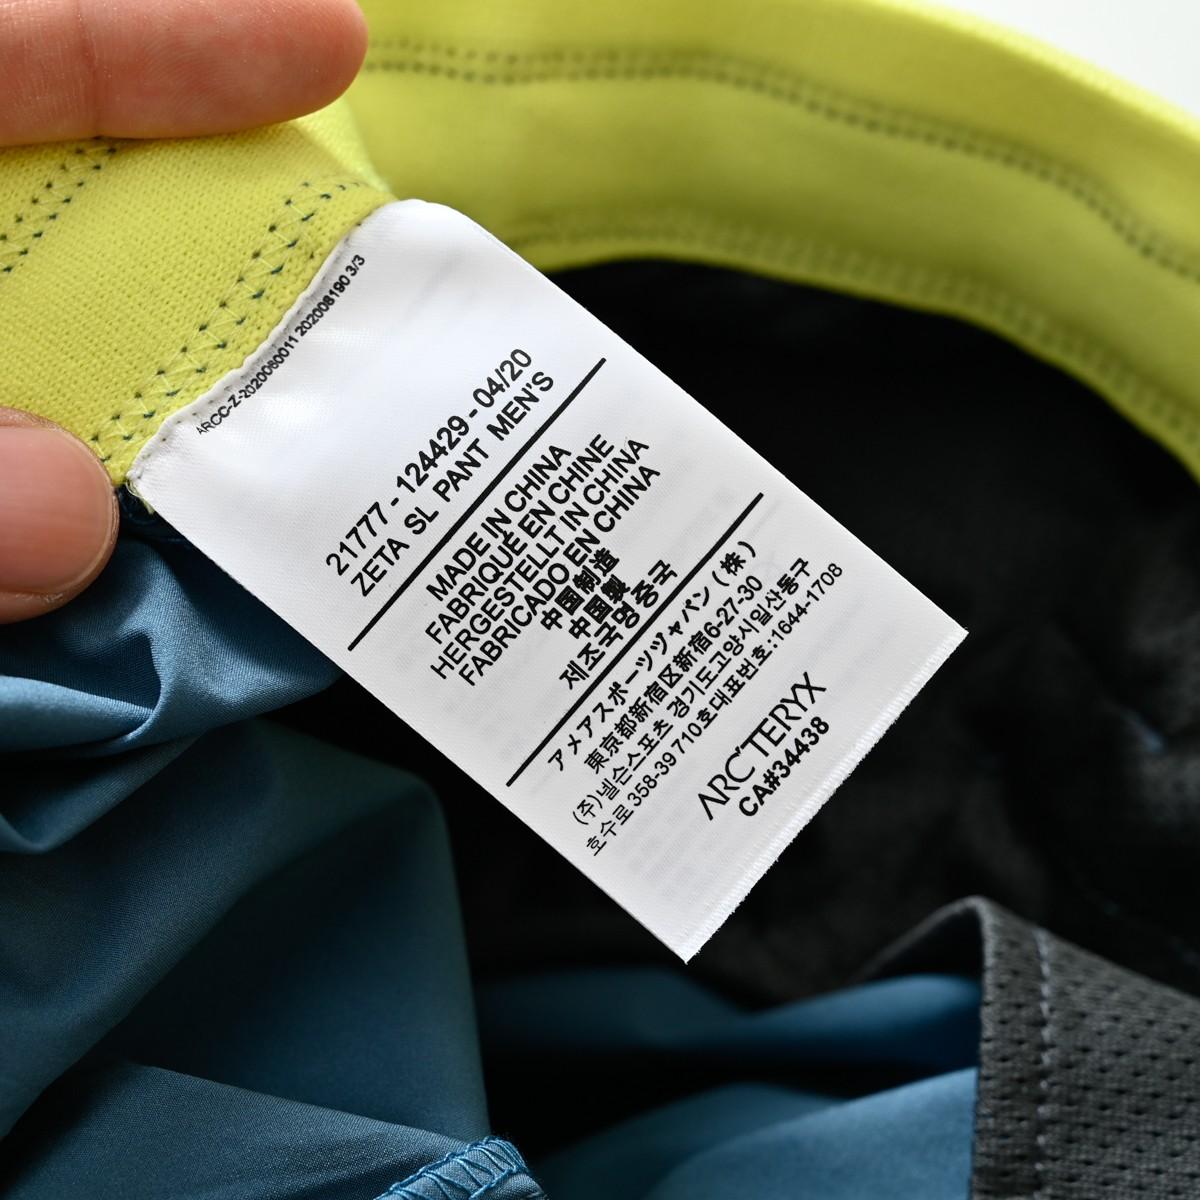 ARCC-Z-2020060011 202008190 3/3
21777 - 124429 - 04/20
ZETA SL PANT MEN'S
MADE IN CHINA
FABRIQUÉ EN CHINE
HERGESTELLT IN CHINA
FABRICADO EN CHINA
中国制造
中国製
제조국명:중국
アメアスポーツジャパン(株)
東京都新宿区新宿6-27-30
(주)넬슨스포츠 경기도고양시일산동구
호수로 358-39 710호대표번호:1644-1708
ARC'TERYX
CA#34438